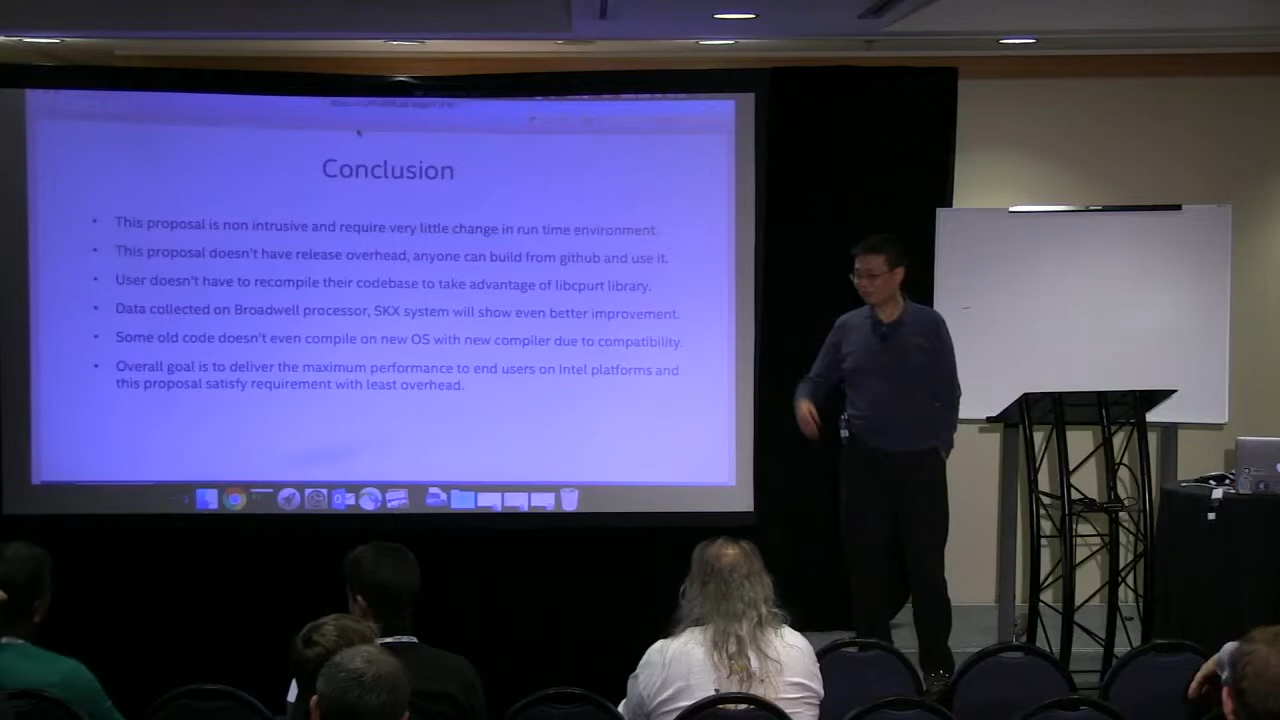 Conclusion
• This proposal is non intrusive and require very little change in run time environment.
• This proposal doesn't have release overhead, anyone can build from github and use it.
• User doesn't have to recompile their codebase to take advantage of libcpurt library.
• Data collected on Broadwell processor, SKX system will show even better improvement.
• Some old code doesn't even compile on new OS with new compiler due to compatibility.
• Overall goal is to deliver the maximum performance to end users on Intel platforms and
this proposal satisfy requirement with least overhead.